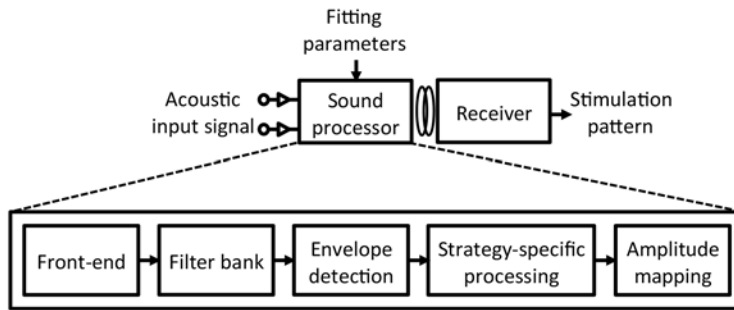 Fitting
parameters
Acoustic
input signal
Sound
processor
Receiver
Stimulation
pattern
Front-end
Filter bank
Envelope
detection
Strategy-specific
processing
Amplitude
mapping